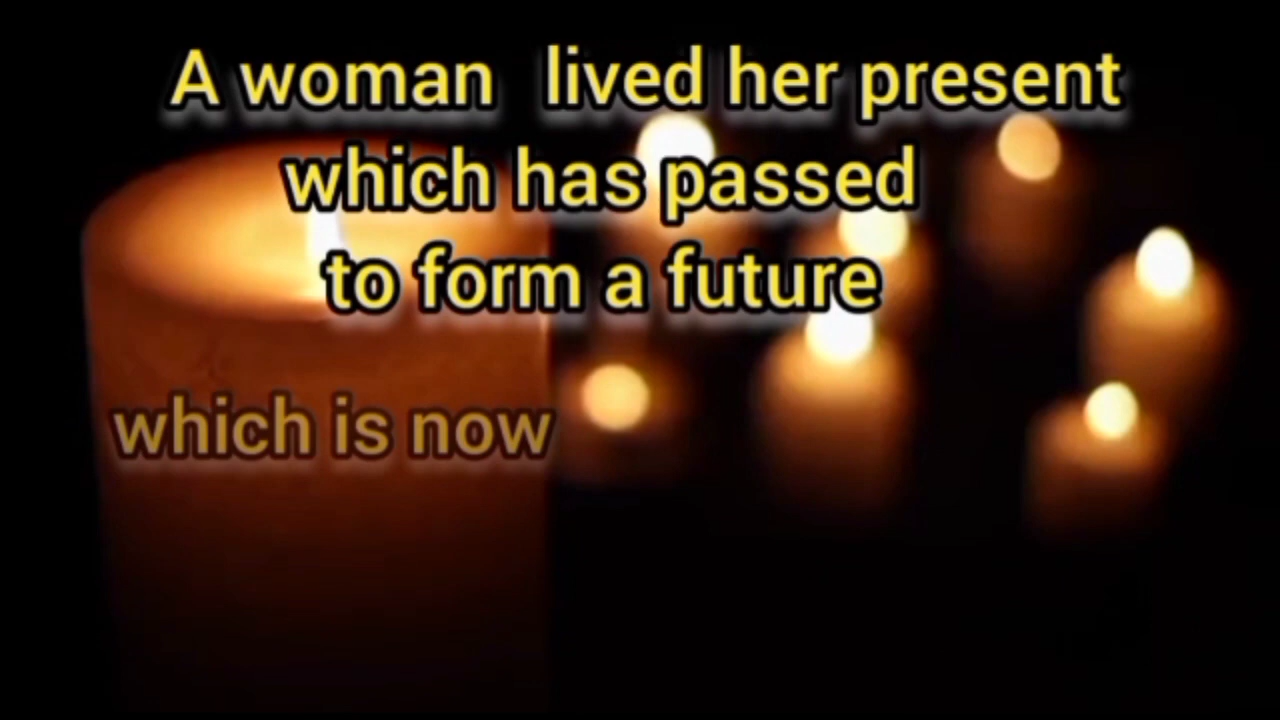 A woman lived her present
which has passed
to form a future
which is now